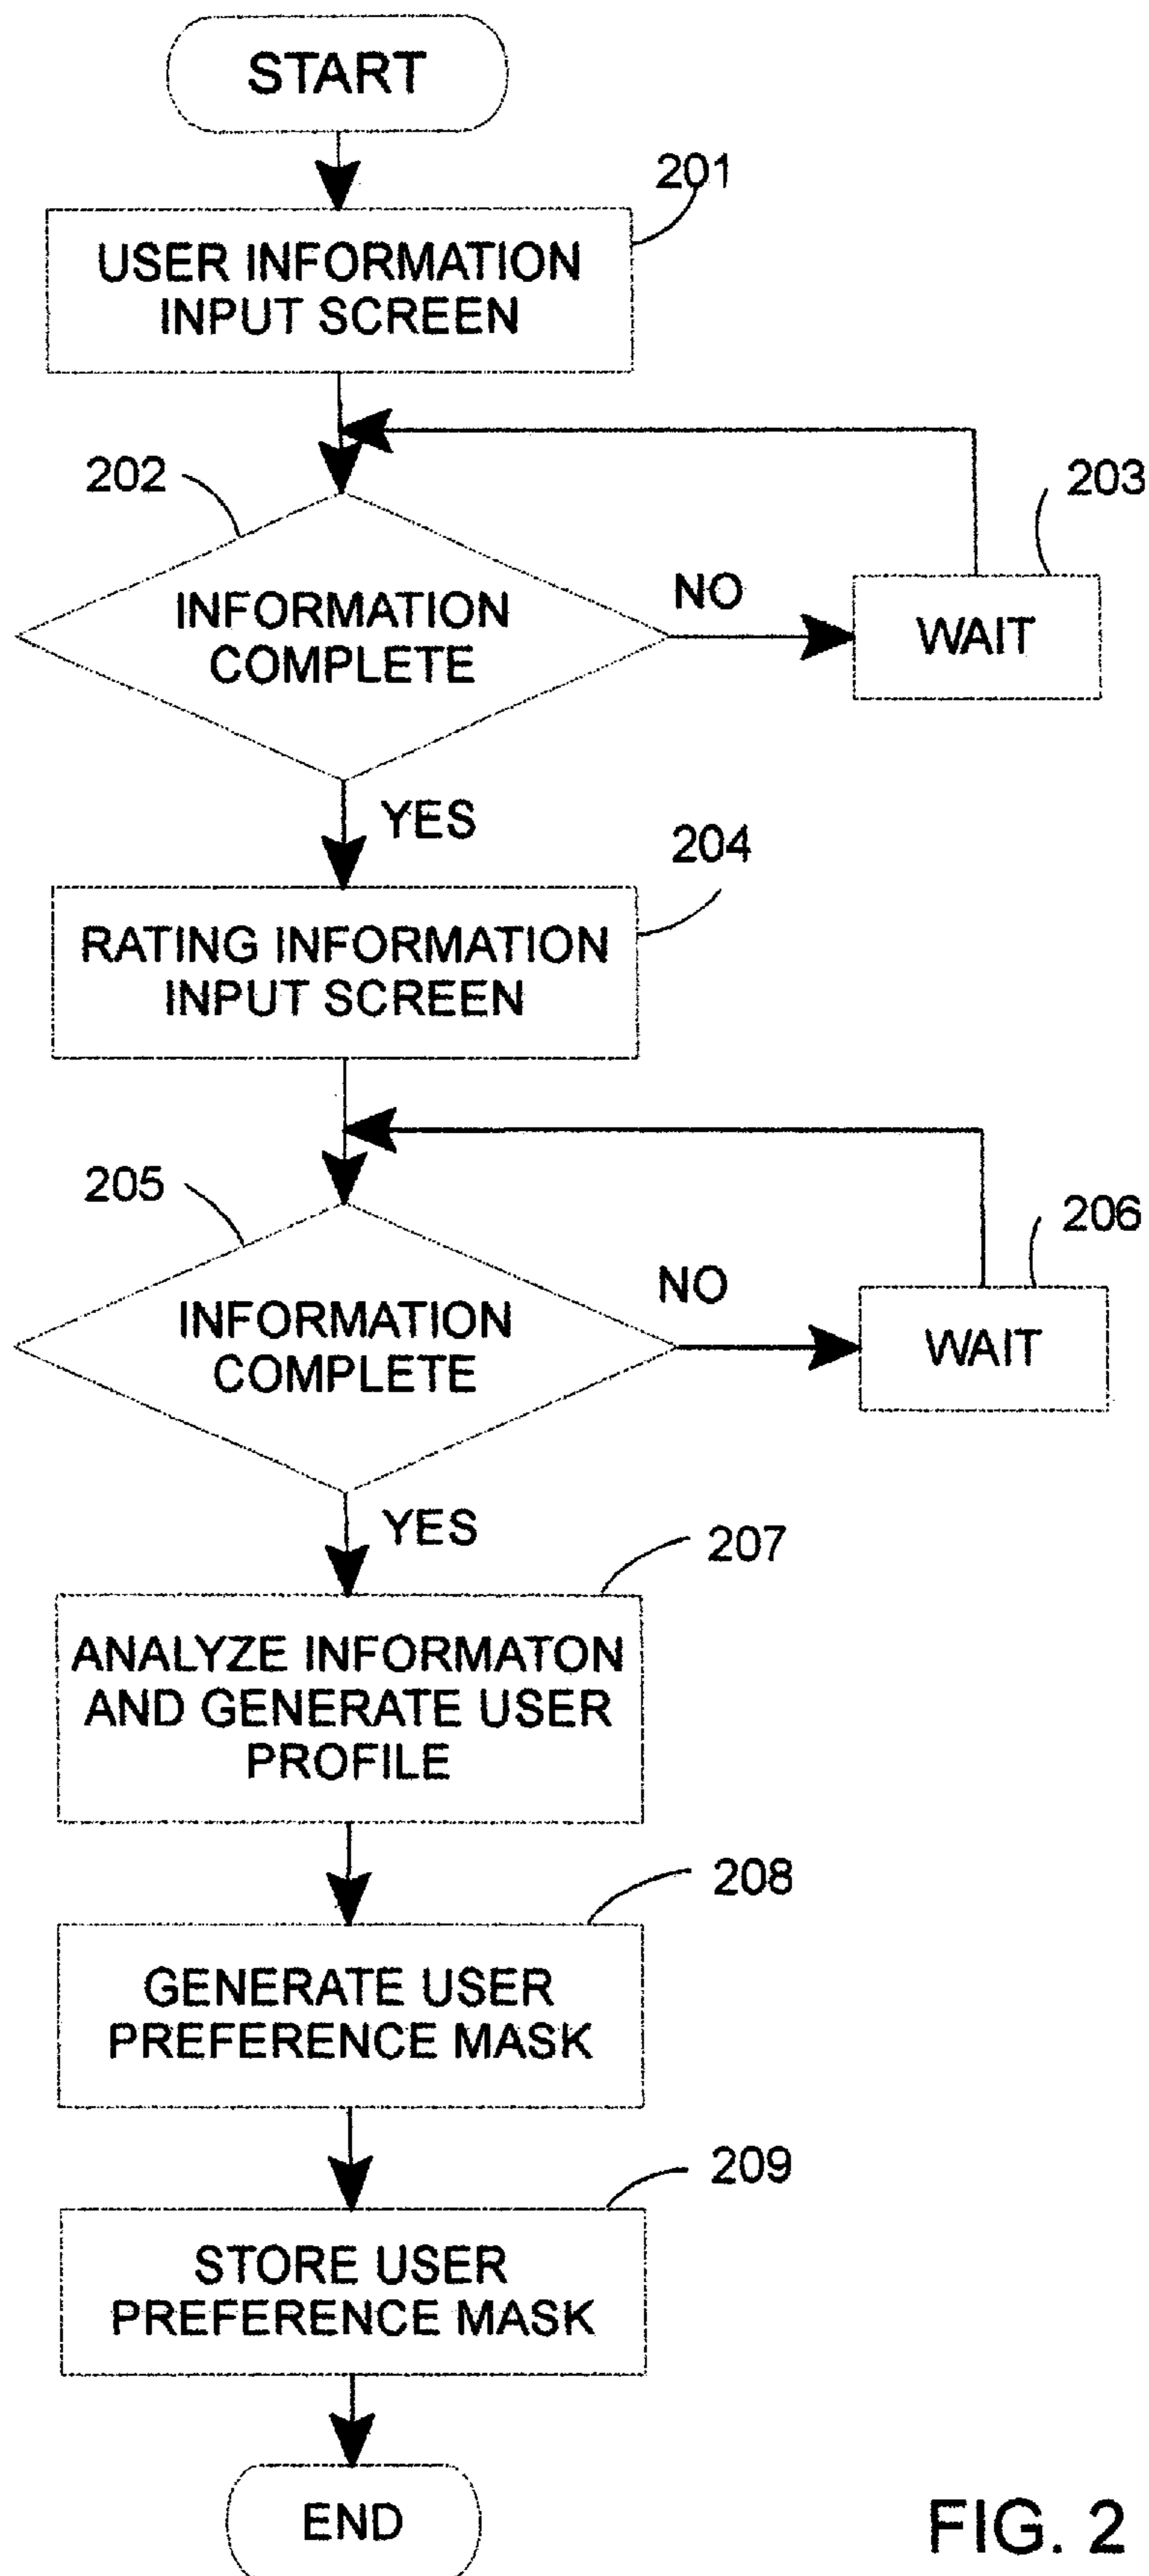 START
201
USER INFORMATION
INPUT SCREEN
202
203
INFORMATION
COMPLETE
NO
WAIT
YES
204
RATING INFORMATION
INPUT SCREEN
205
206
INFORMATION
COMPLETE
NO
WAIT
YES
207
ANALYZE INFORMATON
AND GENERATE USER
PROFILE
208
GENERATE USER
PREFERENCE MASK
209
STORE USER
PREFERENCE MASK
END
FIG. 2